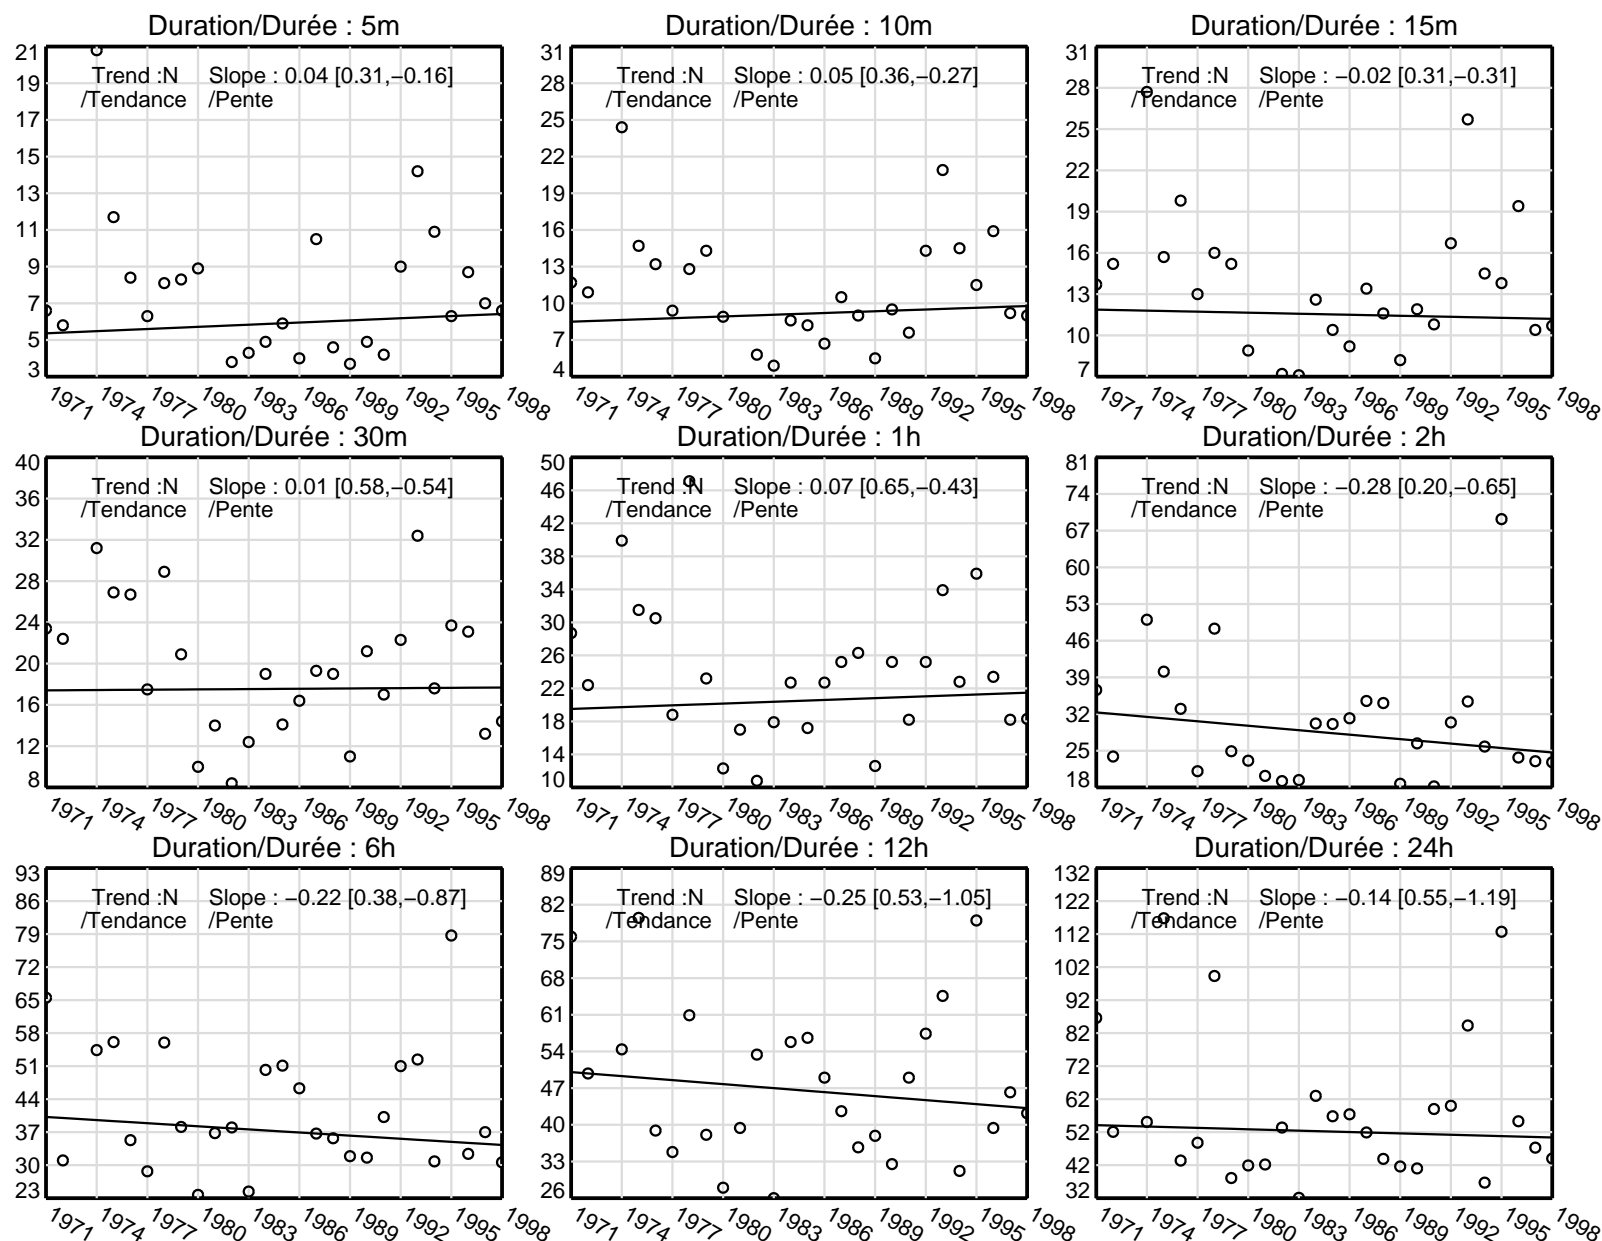 Duration/Durée : 5m
Trend :N Slope : 0.04 [0.31,−0.16]
/Tendance /Pente
21
19
17
15
13
11
9
7
5
3
1971 1974 1977 1980 1983 1986 1989 1992 1995 1998
Duration/Durée : 10m
Trend :N Slope : 0.05 [0.36,−0.27]
/Tendance /Pente
31
28
25
22
19
16
13
10
7
4
1971 1974 1977 1980 1983 1986 1989 1992 1995 1998
Duration/Durée : 15m
Trend :N Slope : −0.02 [0.31,−0.31]
/Tendance /Pente
31
28
25
22
19
16
13
10
7
1971 1974 1977 1980 1983 1986 1989 1992 1995 1998
Duration/Durée : 30m
Trend :N Slope : 0.01 [0.58,−0.54]
/Tendance /Pente
40
36
32
28
24
20
16
12
8
1971 1974 1977 1980 1983 1986 1989 1992 1995 1998
Duration/Durée : 1h
Trend :N Slope : 0.07 [0.65,−0.43]
/Tendance /Pente
50
46
42
38
34
30
26
22
18
14
10
1971 1974 1977 1980 1983 1986 1989 1992 1995 1998
Duration/Durée : 2h
Trend :N Slope : −0.28 [0.20,−0.65]
/Tendance /Pente
81
74
67
60
53
46
39
32
25
18
1971 1974 1977 1980 1983 1986 1989 1992 1995 1998
Duration/Durée : 6h
Trend :N Slope : −0.22 [0.38,−0.87]
/Tendance /Pente
93
86
79
72
65
58
51
44
37
30
23
1971 1974 1977 1980 1983 1986 1989 1992 1995 1998
Duration/Durée : 12h
Trend :N Slope : −0.25 [0.53,−1.05]
/Tendance /Pente
89
82
75
68
61
54
47
40
33
26
1971 1974 1977 1980 1983 1986 1989 1992 1995 1998
Duration/Durée : 24h
Trend :N Slope : −0.14 [0.55,−1.19]
/Tendance /Pente
132
122
112
102
92
82
72
62
52
42
32
1971 1974 1977 1980 1983 1986 1989 1992 1995 1998